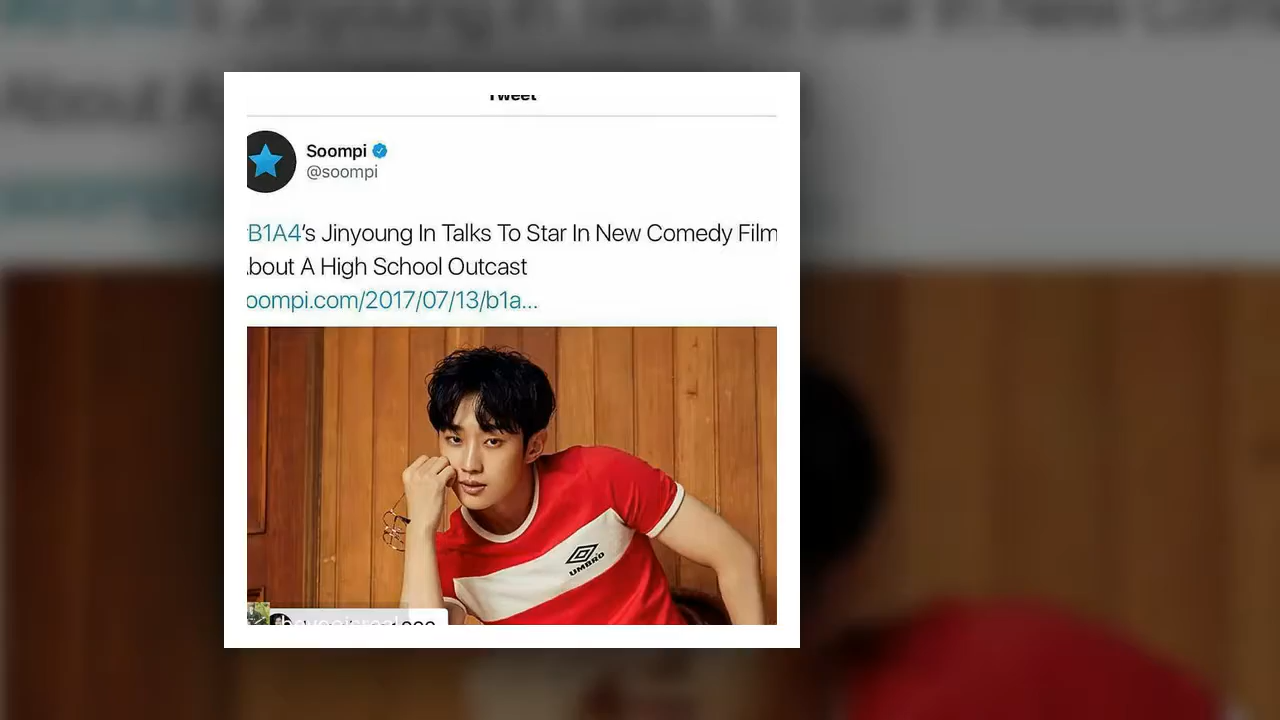 Tweet
Soompi
@soompi
B1A4's Jinyoung In Talks To Star In New Comedy Film
bout A High School Outcast
oompi.com/2017/07/13/b1a...
UMBRO